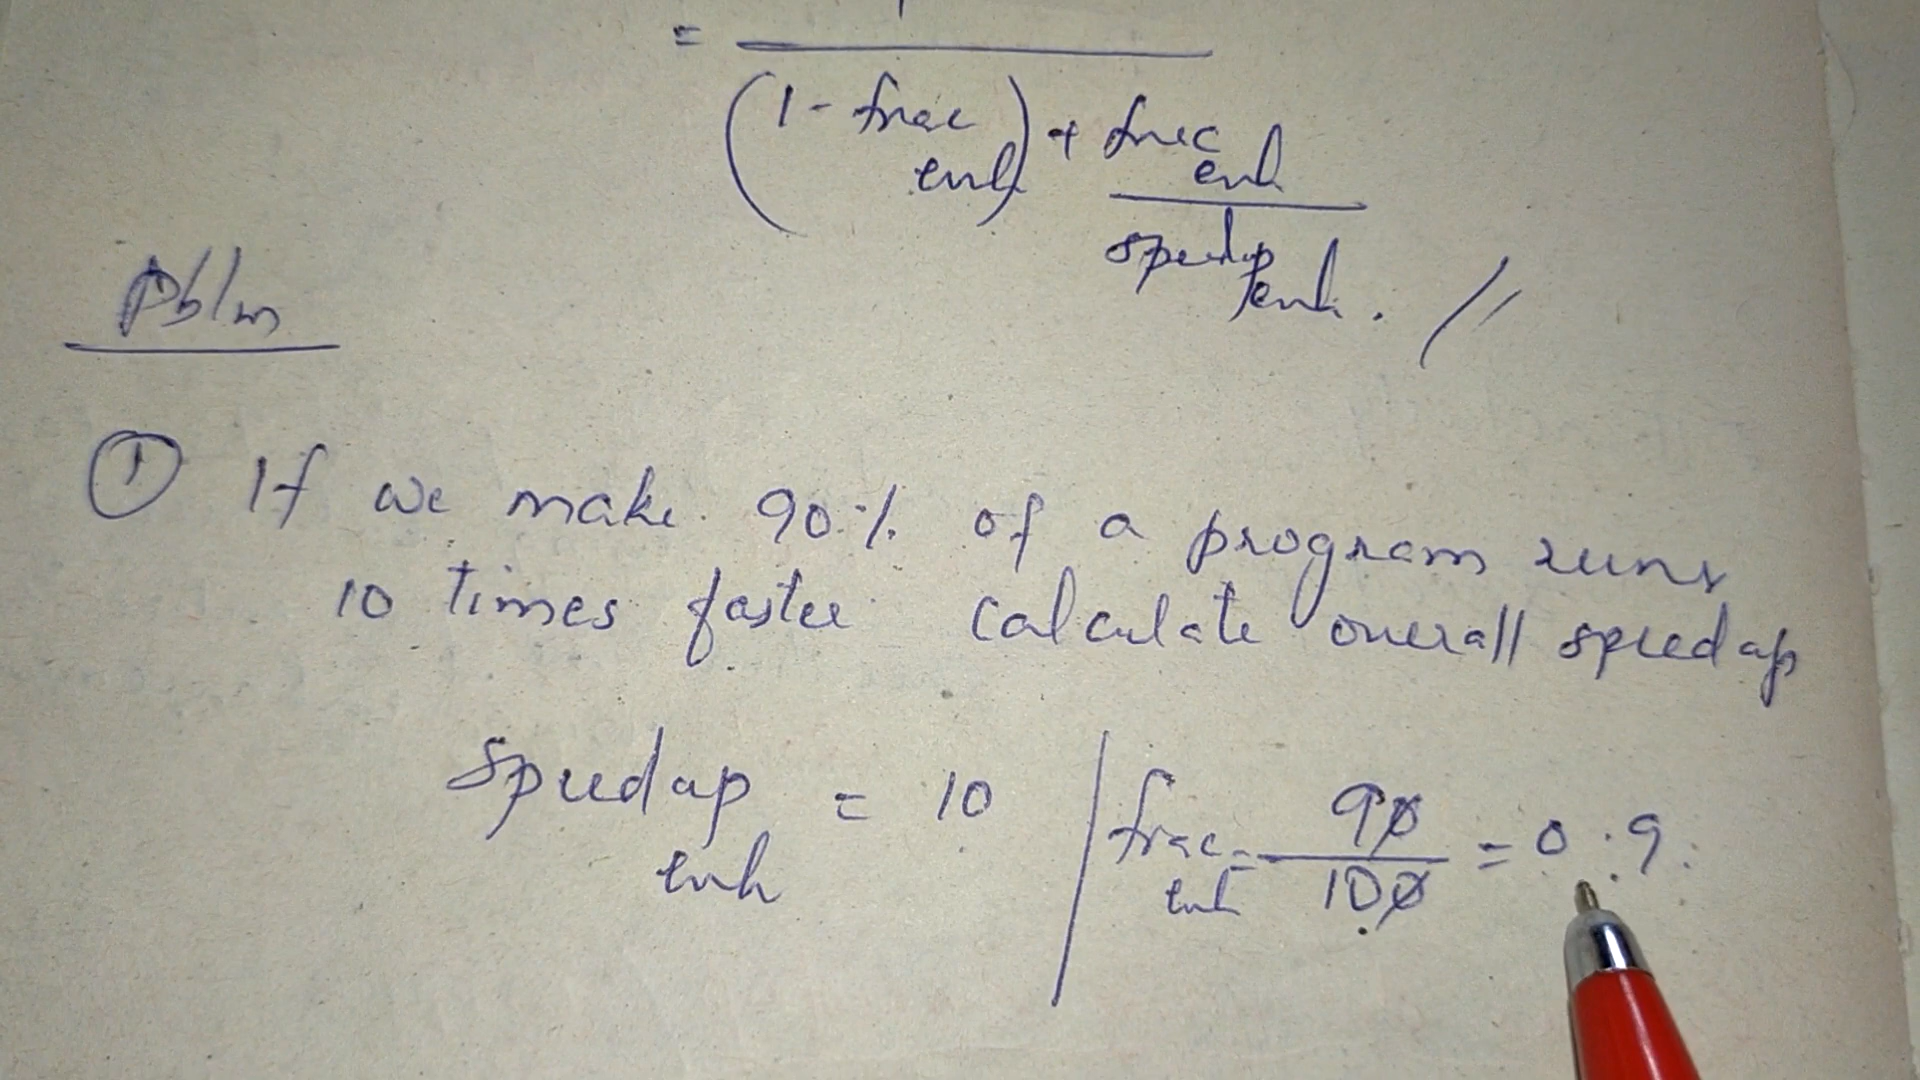 =
(1 - frac enh) + frac enh
speedup enh. //
Pblm
① If we make 90% of a program runs
10 times faster calculate overall speedup
speedup enh = 10 | frac enh = 90/100 = 0.9